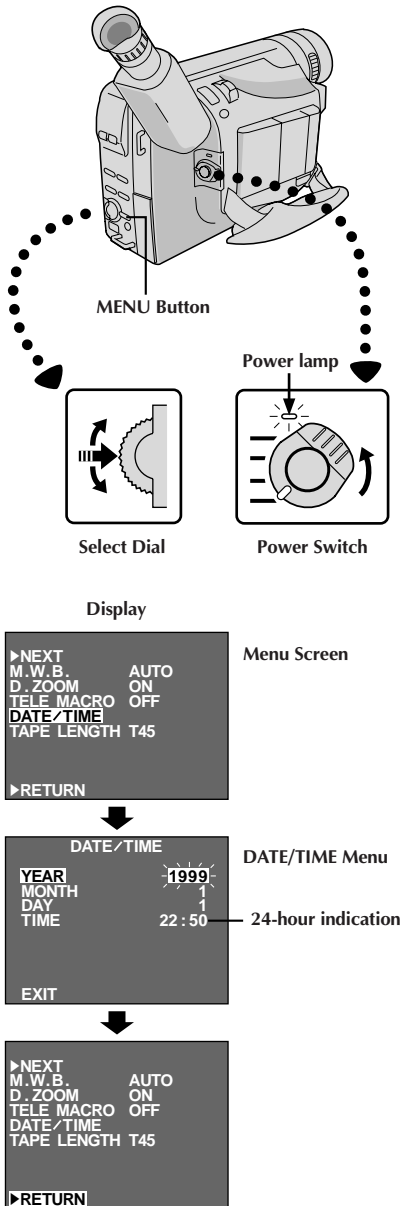 MENU Button
Power lamp
Select Dial
Power Switch
Display
▶NEXT
M.W.B. AUTO
D.ZOOM ON
TELE MACRO OFF
DATE/TIME
TAPE LENGTH T45
▶RETURN
Menu Screen
DATE/TIME
YEAR 1999
MONTH 1
DAY 1
TIME 22:50
EXIT
DATE/TIME Menu
24-hour indication
▶NEXT
M.W.B. AUTO
D.ZOOM ON
TELE MACRO OFF
DATE/TIME
TAPE LENGTH T45
▶RETURN